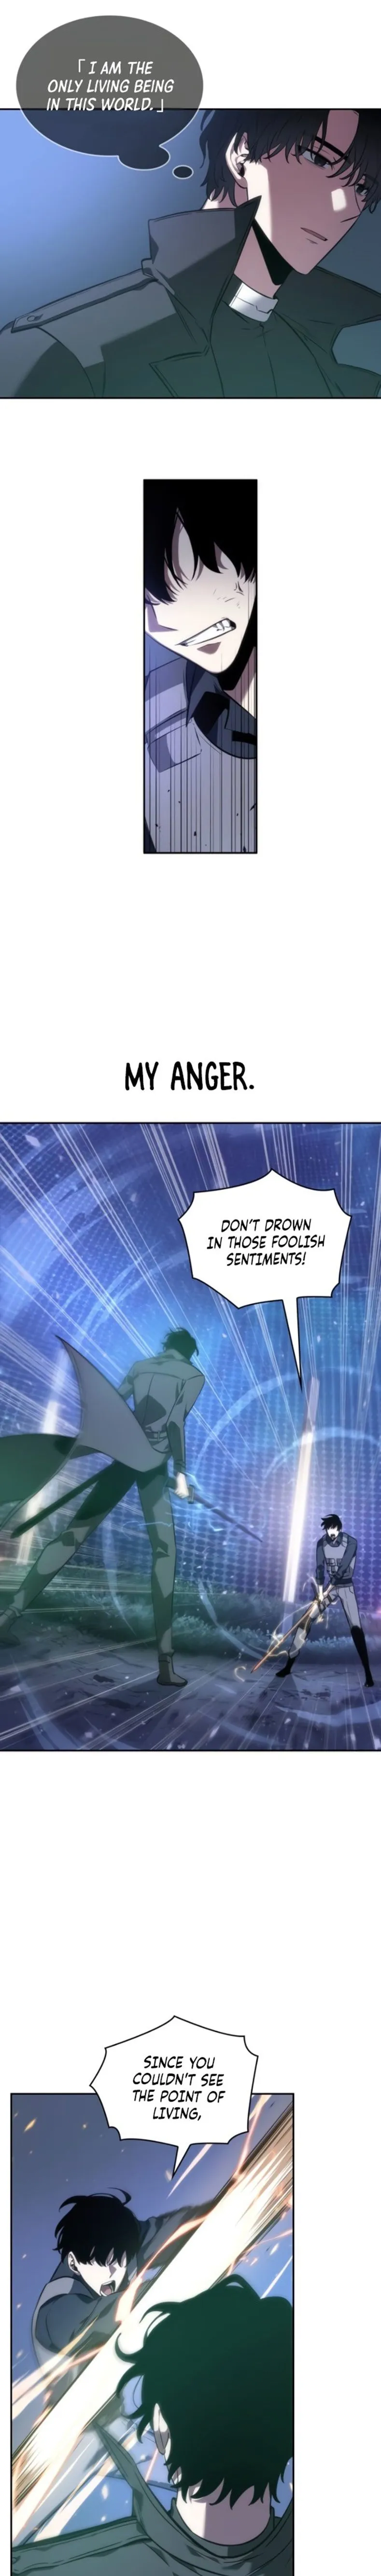 「I AM THE
ONLY LIVING BEING
IN THIS WORLD.」
MY ANGER.
DON'T DROWN
IN THOSE FOOLISH
SENTIMENTS!
SINCE YOU
COULDN'T SEE
THE POINT OF
LIVING,